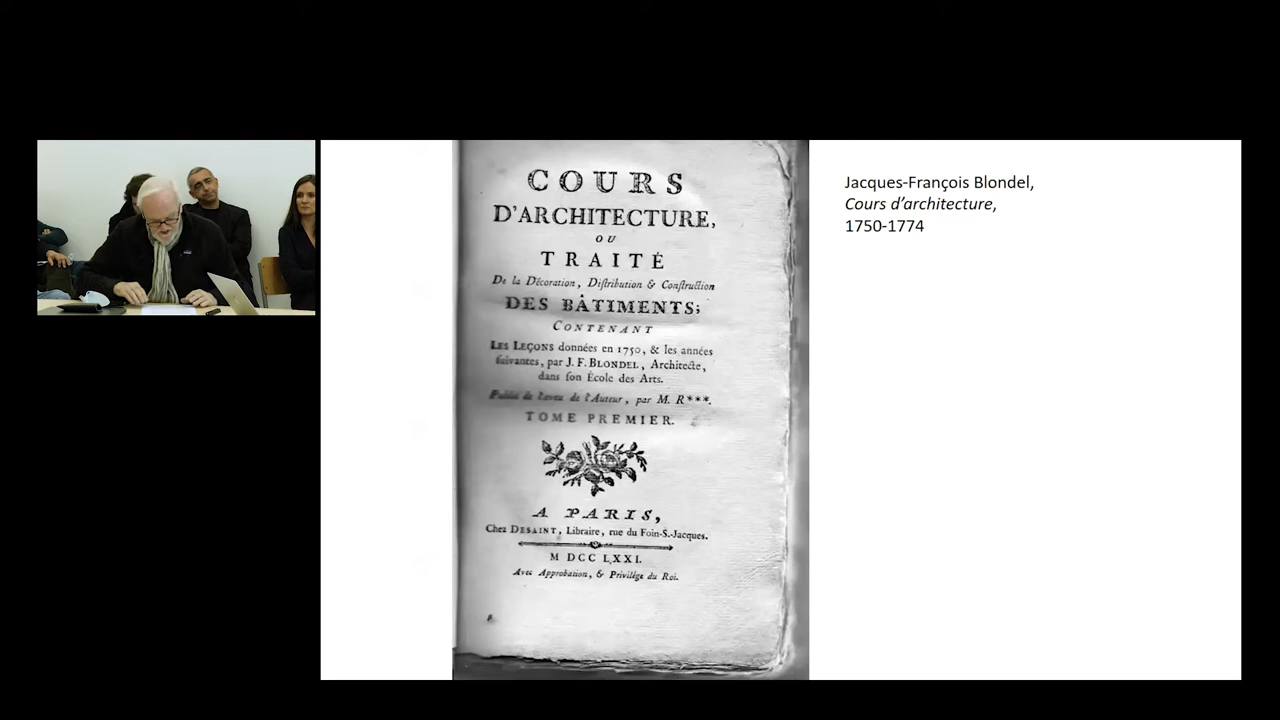 COURS
D'ARCHITECTURE,
OU
TRAITÉ
De la Décoration, Diſtribution & Conſtruction
DES BÂTIMENTS;
CONTENANT
LES LEÇONS données en 1750, & les années
ſuivantes, par J. F. BLONDEL, Architecte,
dans ſon École des Arts.
Publié de l'aveu de l'Auteur, par M. R***.
TOME PREMIER.
A PARIS,
Chez DESAINT, Libraire, rue du Foin-S.-Jacques.
M DCC LXXI.
Avec Approbation, & Privilége du Roi.
Jacques-François Blondel,
Cours d’architecture,
1750-1774